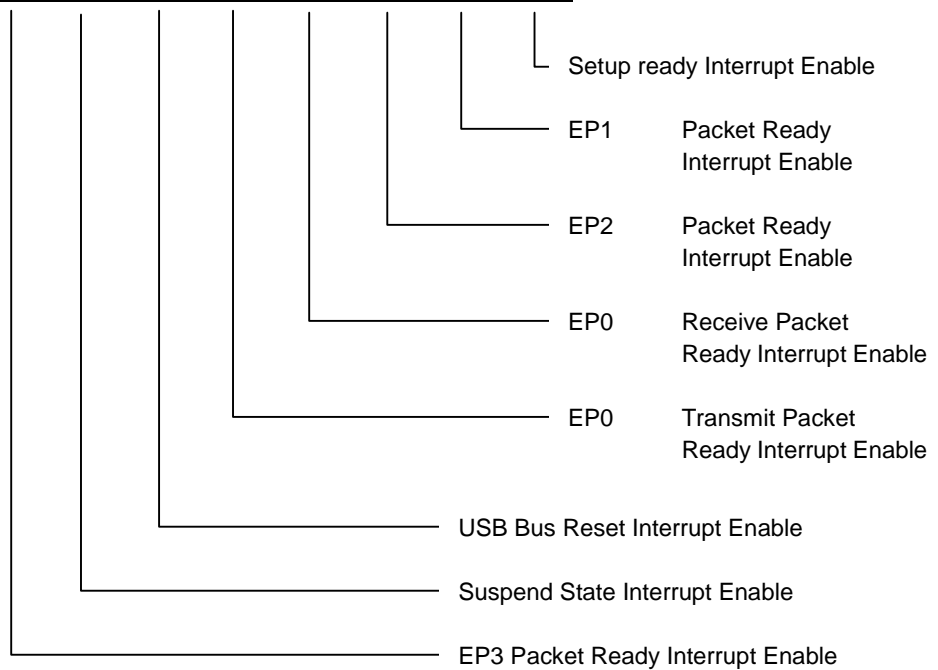 Setup ready Interrupt Enable
EP1 Packet Ready
Interrupt Enable
EP2 Packet Ready
Interrupt Enable
EP0 Receive Packet
Ready Interrupt Enable
EP0 Transmit Packet
Ready Interrupt Enable
USB Bus Reset Interrupt Enable
Suspend State Interrupt Enable
EP3 Packet Ready Interrupt Enable